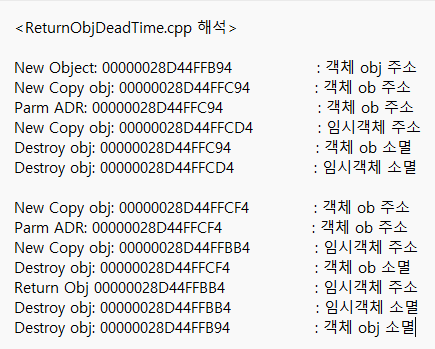 <ReturnObjDeadTime.cpp 해석>
New Object: 00000028D44FFB94 : 객체 obj 주소
New Copy obj: 00000028D44FFC94 : 객체 ob 주소
Parm ADR: 00000028D44FFC94 : 객체 ob 주소
New Copy obj: 00000028D44FFCD4 : 임시객체 주소
Destroy obj: 00000028D44FFC94 : 객체 ob 소멸
Destroy obj: 00000028D44FFCD4 : 임시객체 소멸
New Copy obj: 00000028D44FFCF4 : 객체 ob 주소
Parm ADR: 00000028D44FFCF4 : 객체 ob 주소
New Copy obj: 00000028D44FFBB4 : 임시객체 주소
Destroy obj: 00000028D44FFCF4 : 객체 ob 소멸
Return Obj 00000028D44FFBB4 : 임시객체 주소
Destroy obj: 00000028D44FFBB4 : 임시객체 소멸
Destroy obj: 00000028D44FFB94 : 객체 obj 소멸